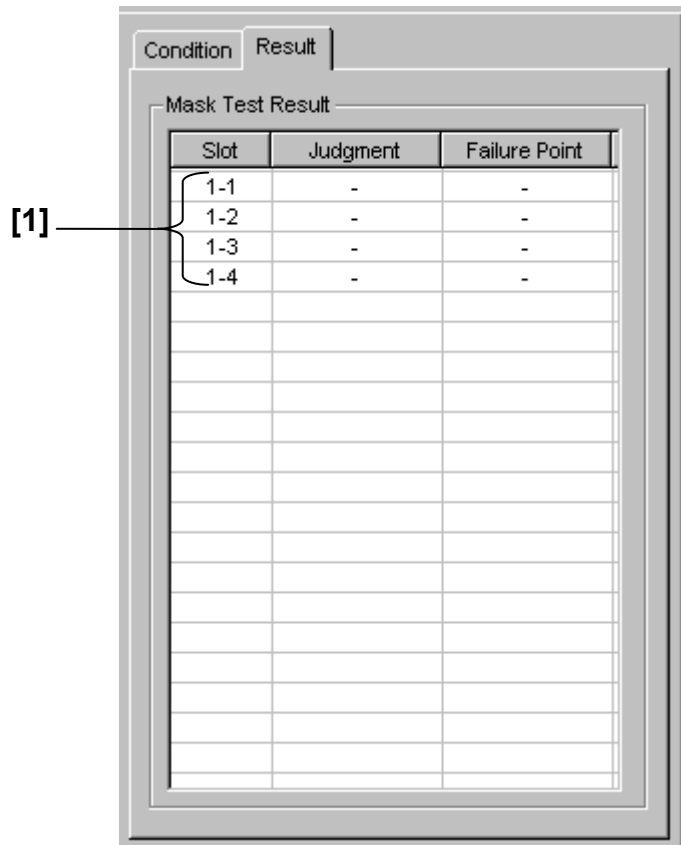 Condition Result
Mask Test Result
Slot Judgment Failure Point
1-1 - -
[1] 1-2 - -
1-3 - -
1-4 - -